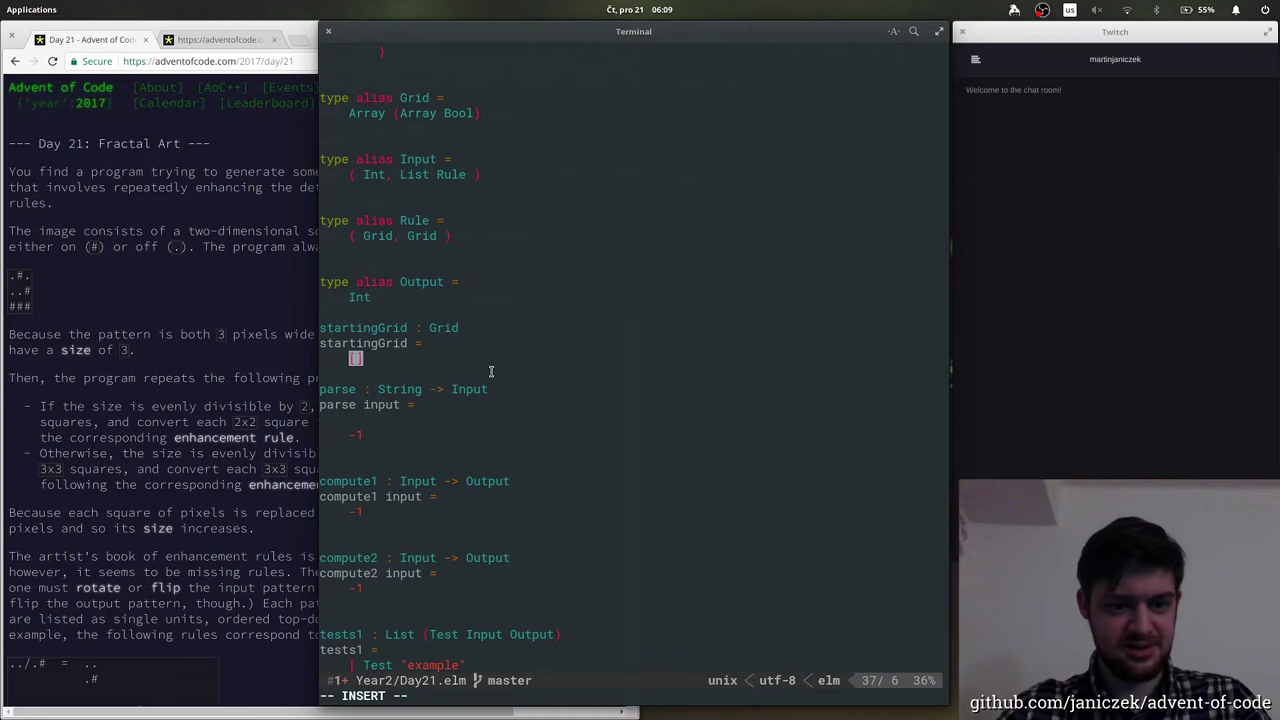 Applications
Čt, pro 21 06:09
us
55%
Day 21 - Advent of Cod
https://adventofcode.co
Secure
https://adventofcode.com/2017/day/21
Advent of Code [About] [AoC++] [Events]
{'year':2017} [Calendar] [Leaderboard]
--- Day 21: Fractal Art ---
You find a program trying to generate some
that involves repeatedly enhancing the de
rules.
The image consists of a two-dimensional s
either on (#) or off (.). The program alwa
.#.
..#
###
Because the pattern is both 3 pixels wide
have a size of 3.
Then, the program repeats the following p
- If the size is evenly divisible by 2,
squares, and convert each 2x2 square
the corresponding enhancement rule.
- Otherwise, the size is evenly divisib
3x3 squares, and convert each 3x3
following the corresponding enhancem
Because each square of pixels is replaced
pixels and so its size increases.
The artist's book of enhancement rules is
however, it seems to be missing rules. The
one must rotate or flip the input pattern
flip the output pattern, though.) Each pat
are listed as single units, ordered top-do
example, the following rules correspond to
../.# = ..
.#
Terminal
}
type alias Grid =
Array (Array Bool)
type alias Input =
( Int, List Rule )
type alias Rule =
( Grid, Grid )
type alias Output =
Int
startingGrid : Grid
startingGrid =
[]
parse : String -> Input
parse input =
-1
compute1 : Input -> Output
compute1 input =
-1
compute2 : Input -> Output
compute2 input =
-1
tests1 : List (Test Input Output)
tests1 =
[ Test "example"
#1+ Year2/Day21.elm master
unix < utf-8 < elm 37/ 6 36%
-- INSERT --
Twitch
martinjaniczek
Welcome to the chat room!
github.com/janiczek/advent-of-code